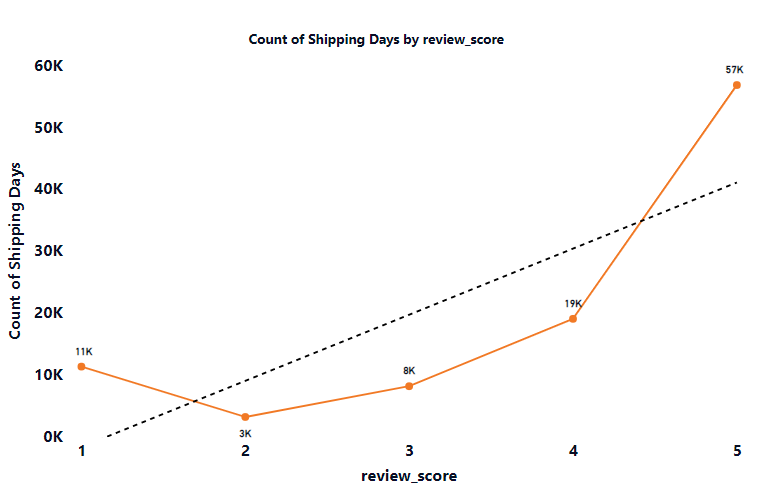 Count of Shipping Days by review_score
60K
50K
40K
30K
20K
10K
0K
Count of Shipping Days
11K
3K
8K
19K
57K
1 2 3 4 5
review_score